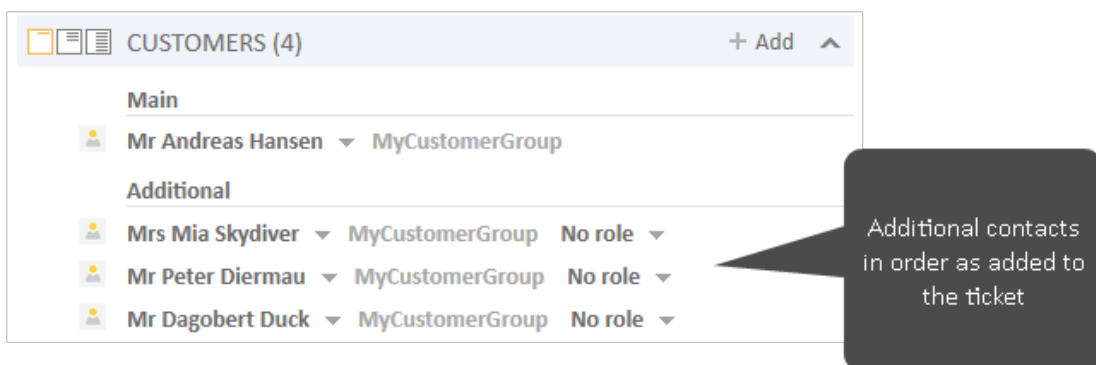 CUSTOMERS (4) + Add
Main
Mr Andreas Hansen MyCustomerGroup
Additional
Mrs Mia Skydiver MyCustomerGroup No role
Mr Peter Diermau MyCustomerGroup No role
Mr Dagobert Duck MyCustomerGroup No role
Additional contacts
in order as added to
the ticket